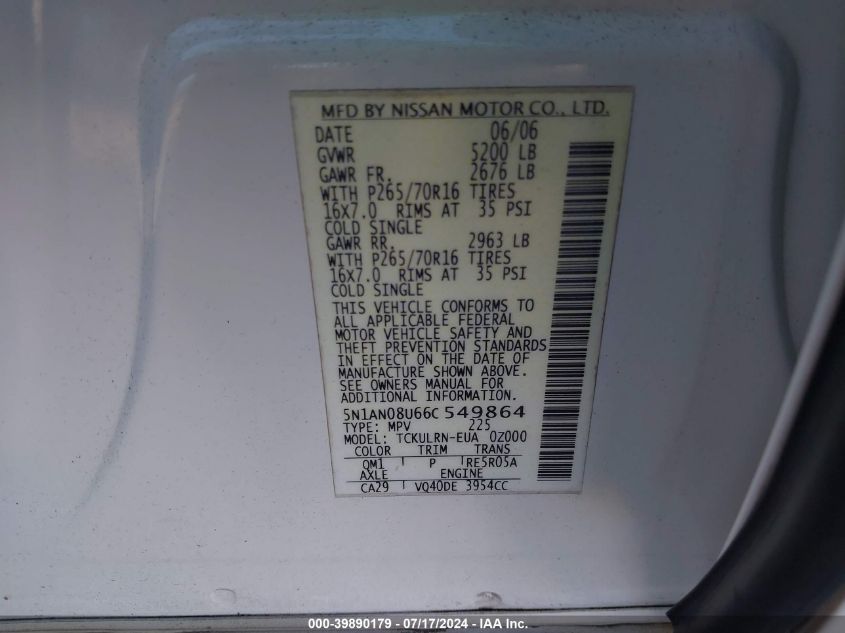 MFD BY NISSAN MOTOR CO., LTD.
DATE 06/06
GVWR 5200 LB
GAWR FR. 2676 LB
WITH P265/70R16 TIRES
16X7.0 RIMS AT 35 PSI
COLD SINGLE
GAWR RR. 2963 LB
WITH P265/70R16 TIRES
16X7.0 RIMS AT 35 PSI
COLD SINGLE
THIS VEHICLE CONFORMS TO
ALL APPLICABLE FEDERAL
MOTOR VEHICLE SAFETY AND
THEFT PREVENTION STANDARDS
IN EFFECT ON THE DATE OF
MANUFACTURE SHOWN ABOVE.
SEE OWNERS MANUAL FOR
ADDITIONAL INFORMATION.
5N1AN08U66C549864
TYPE: MPV 225
MODEL: TCKULRN-EUA 0Z000
COLOR TRIM TRANS
QM1 P RE5R05A
AXLE ENGINE
CA29 VQ40DE 3954CC
000-39890179 - 07/17/2024 - IAA Inc.